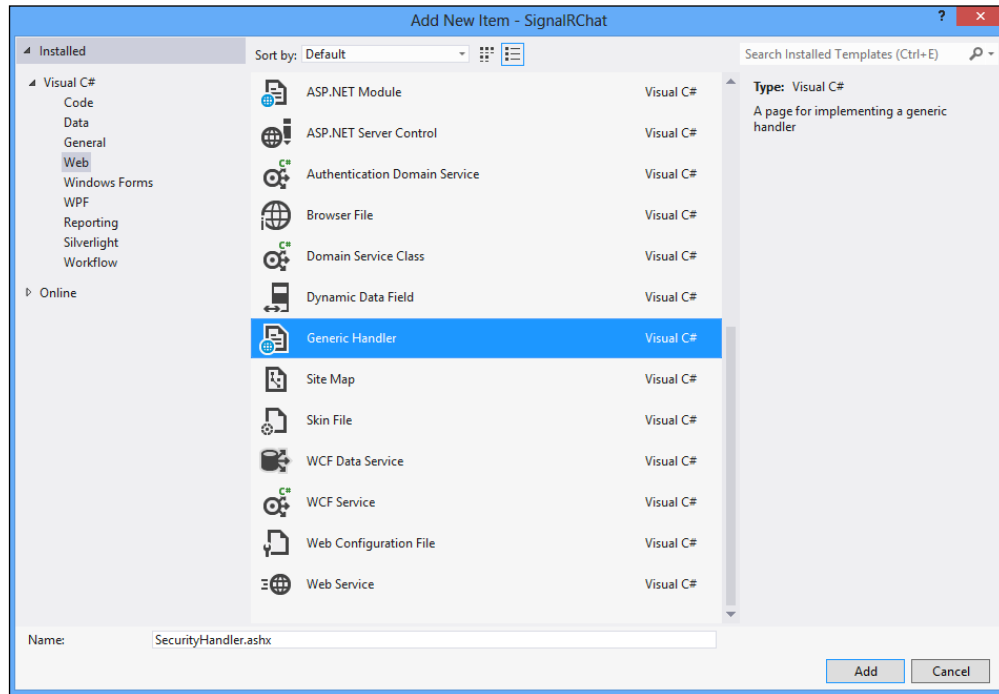 Add New Item - SignalRChat
?
Installed
Sort by: Default
Search Installed Templates (Ctrl+E)
Visual C#
Code
Data
General
Web
Windows Forms
WPF
Reporting
Silverlight
Workflow
Online
ASP.NET Module Visual C#
ASP.NET Server Control Visual C#
C#
Authentication Domain Service Visual C#
Browser File Visual C#
C#
Domain Service Class Visual C#
Dynamic Data Field Visual C#
Generic Handler Visual C#
Site Map Visual C#
Skin File Visual C#
WCF Data Service Visual C#
C#
WCF Service Visual C#
Web Configuration File Visual C#
Web Service Visual C#
Type: Visual C#
A page for implementing a generic
handler
Name: SecurityHandler.ashx
Add Cancel